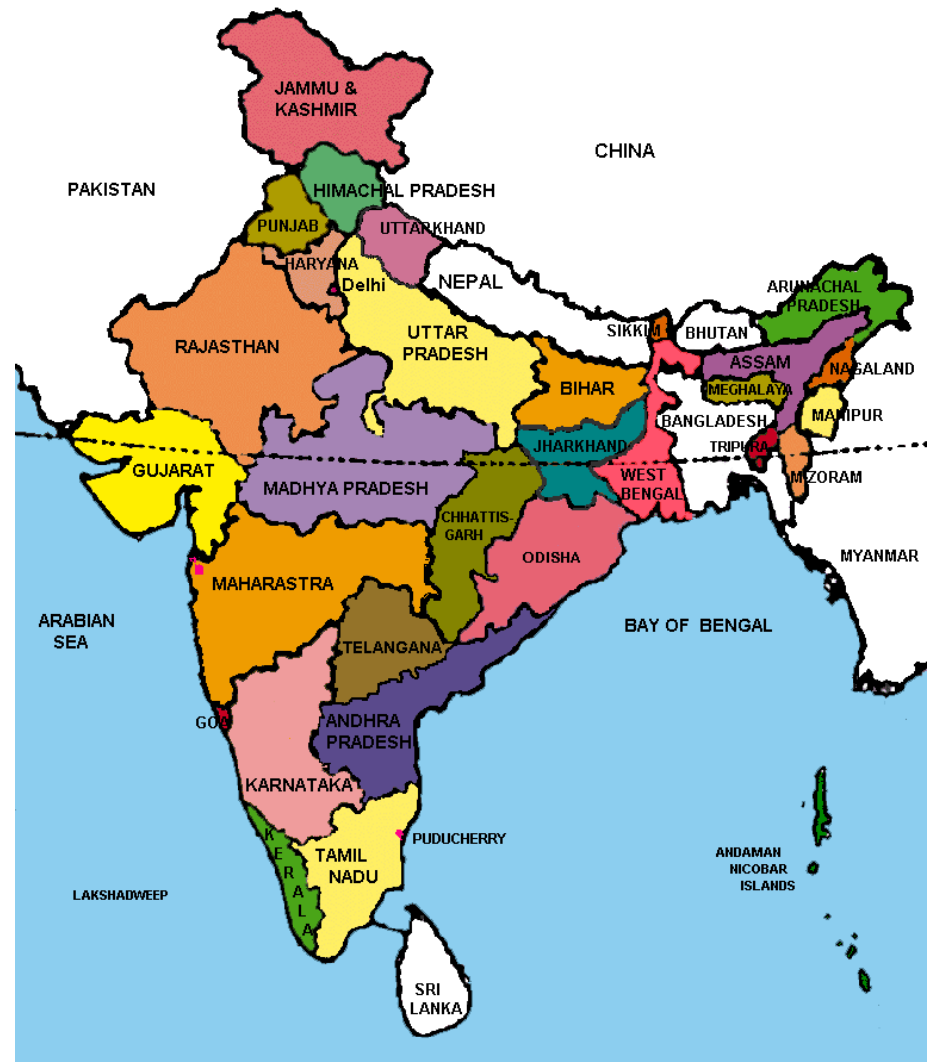 JAMMU &
KASHMIR
CHINA
PAKISTAN
HIMACHAL PRADESH
PUNJAB
UTTARKHAND
HARYANA
Delhi
NEPAL
ARUNACHAL
PRADESH
SIKKIM
BHUTAN
RAJASTHAN
UTTAR
PRADESH
ASSAM
NAGALAND
BIHAR
MEGHALAYA
BANGLADESH
MANIPUR
JHARKHAND
TRIPURA
GUJARAT
MADHYA PRADESH
WEST
BENGAL
MIZORAM
CHHATTIS-
GARH
ODISHA
MYANMAR
MAHARASTRA
ARABIAN
SEA
BAY OF BENGAL
TELANGANA
GOA
ANDHRA
PRADESH
KARNATAKA
KERALA
TAMIL
NADU
PUDUCHERRY
ANDAMAN
NICOBAR
ISLANDS
LAKSHADWEEP
SRI
LANKA